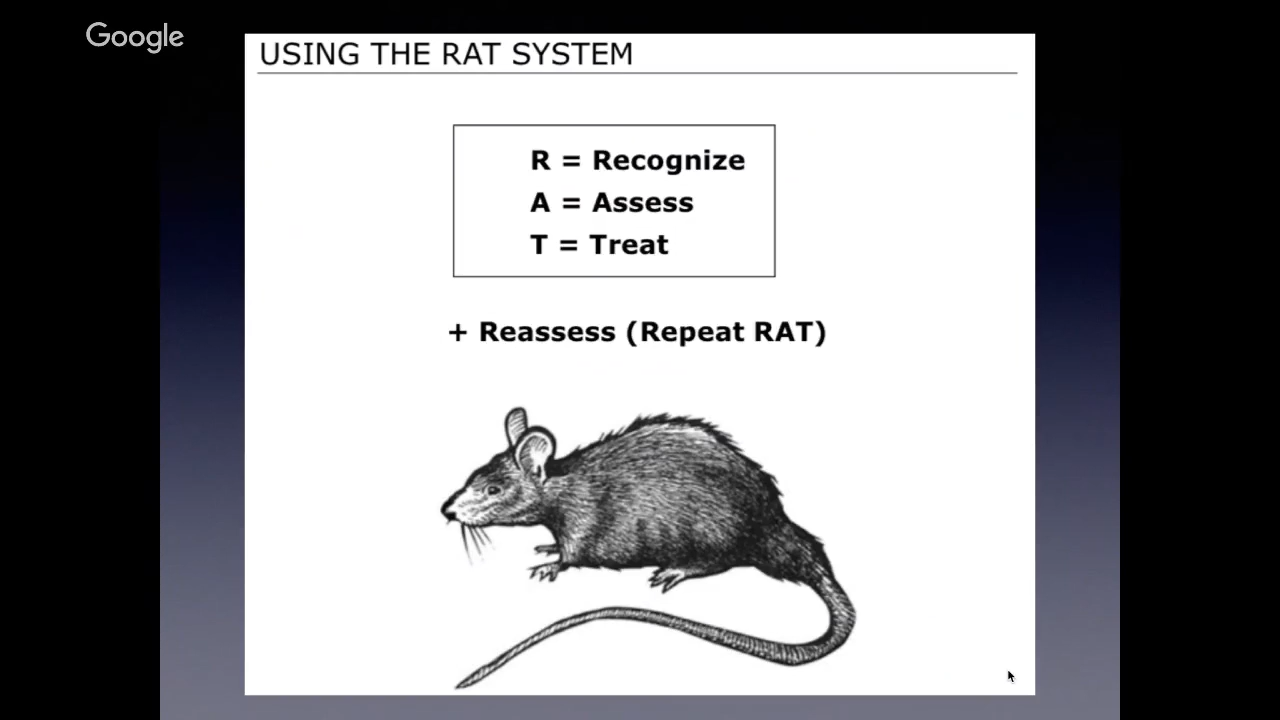 Google
USING THE RAT SYSTEM
R = Recognize
A = Assess
T = Treat
+ Reassess (Repeat RAT)